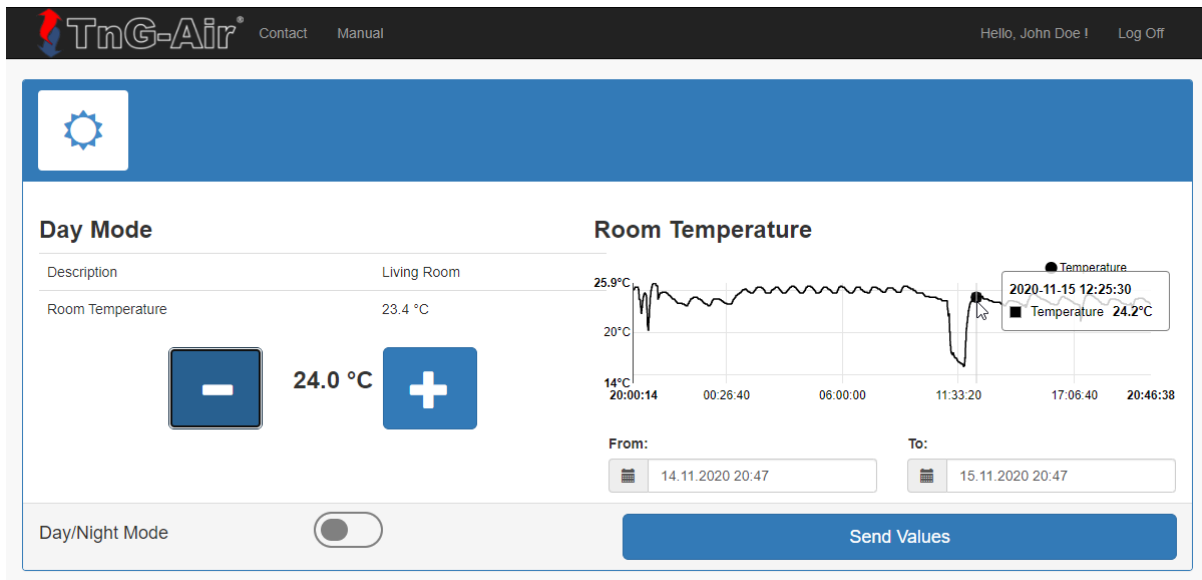 TnG-Air® Contact Manual Hello, John Doe ! Log Off
Day Mode
Description Living Room
Room Temperature 23.4 °C
24.0 °C
Room Temperature
Temperature
25.9°C
20°C
14°C
2020-11-15 12:25:30
Temperature 24.2°C
20:00:14 00:26:40 06:00:00 11:33:20 17:06:40 20:46:38
From: To:
14.11.2020 20:47 15.11.2020 20:47
Day/Night Mode Send Values